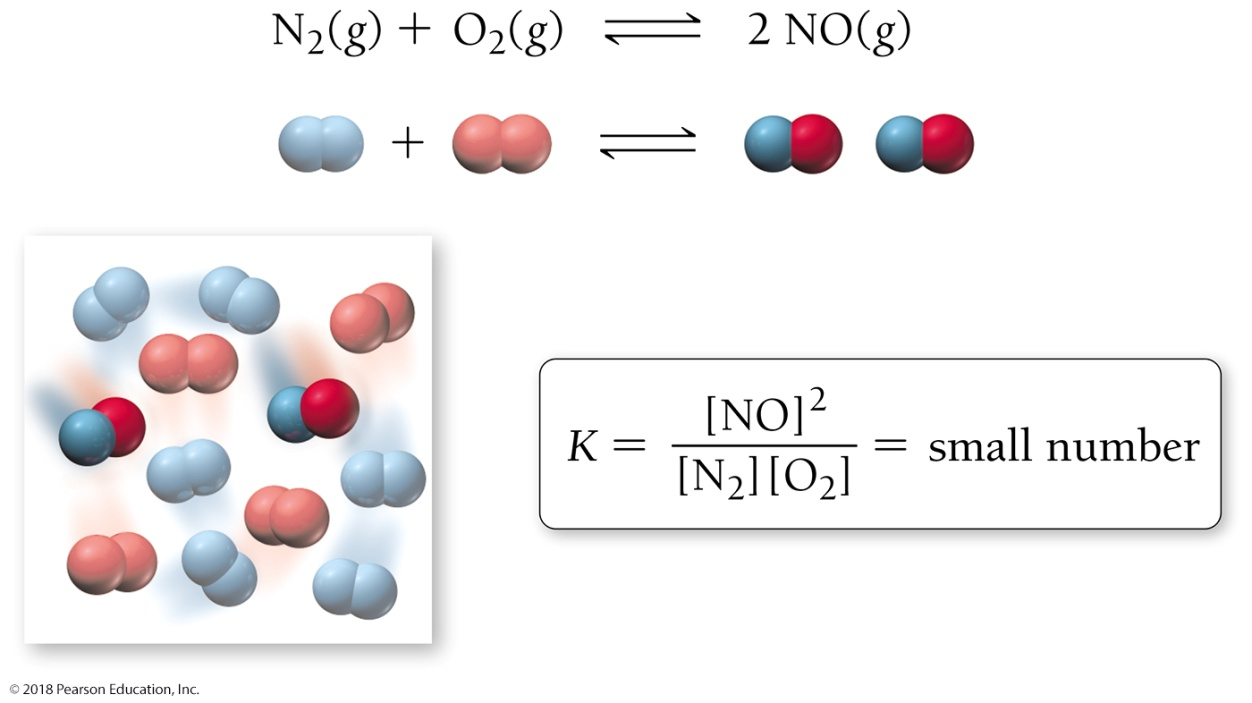 N₂(g) + O₂(g) ⇌ 2 NO(g)
+ ⇌
K = [NO]² / [N₂][O₂] = small number
© 2018 Pearson Education, Inc.